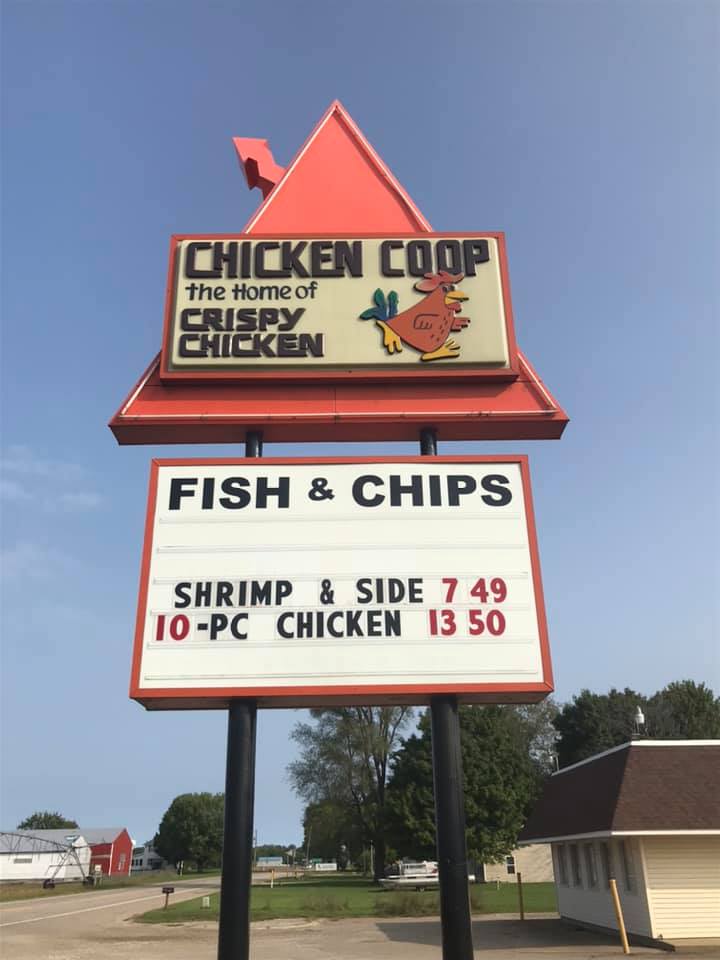 CHICKEN COOP
the Home of
CRISPY
CHICKEN
FISH & CHIPS
SHRIMP & SIDE 7 49
10-PC CHICKEN 13 50